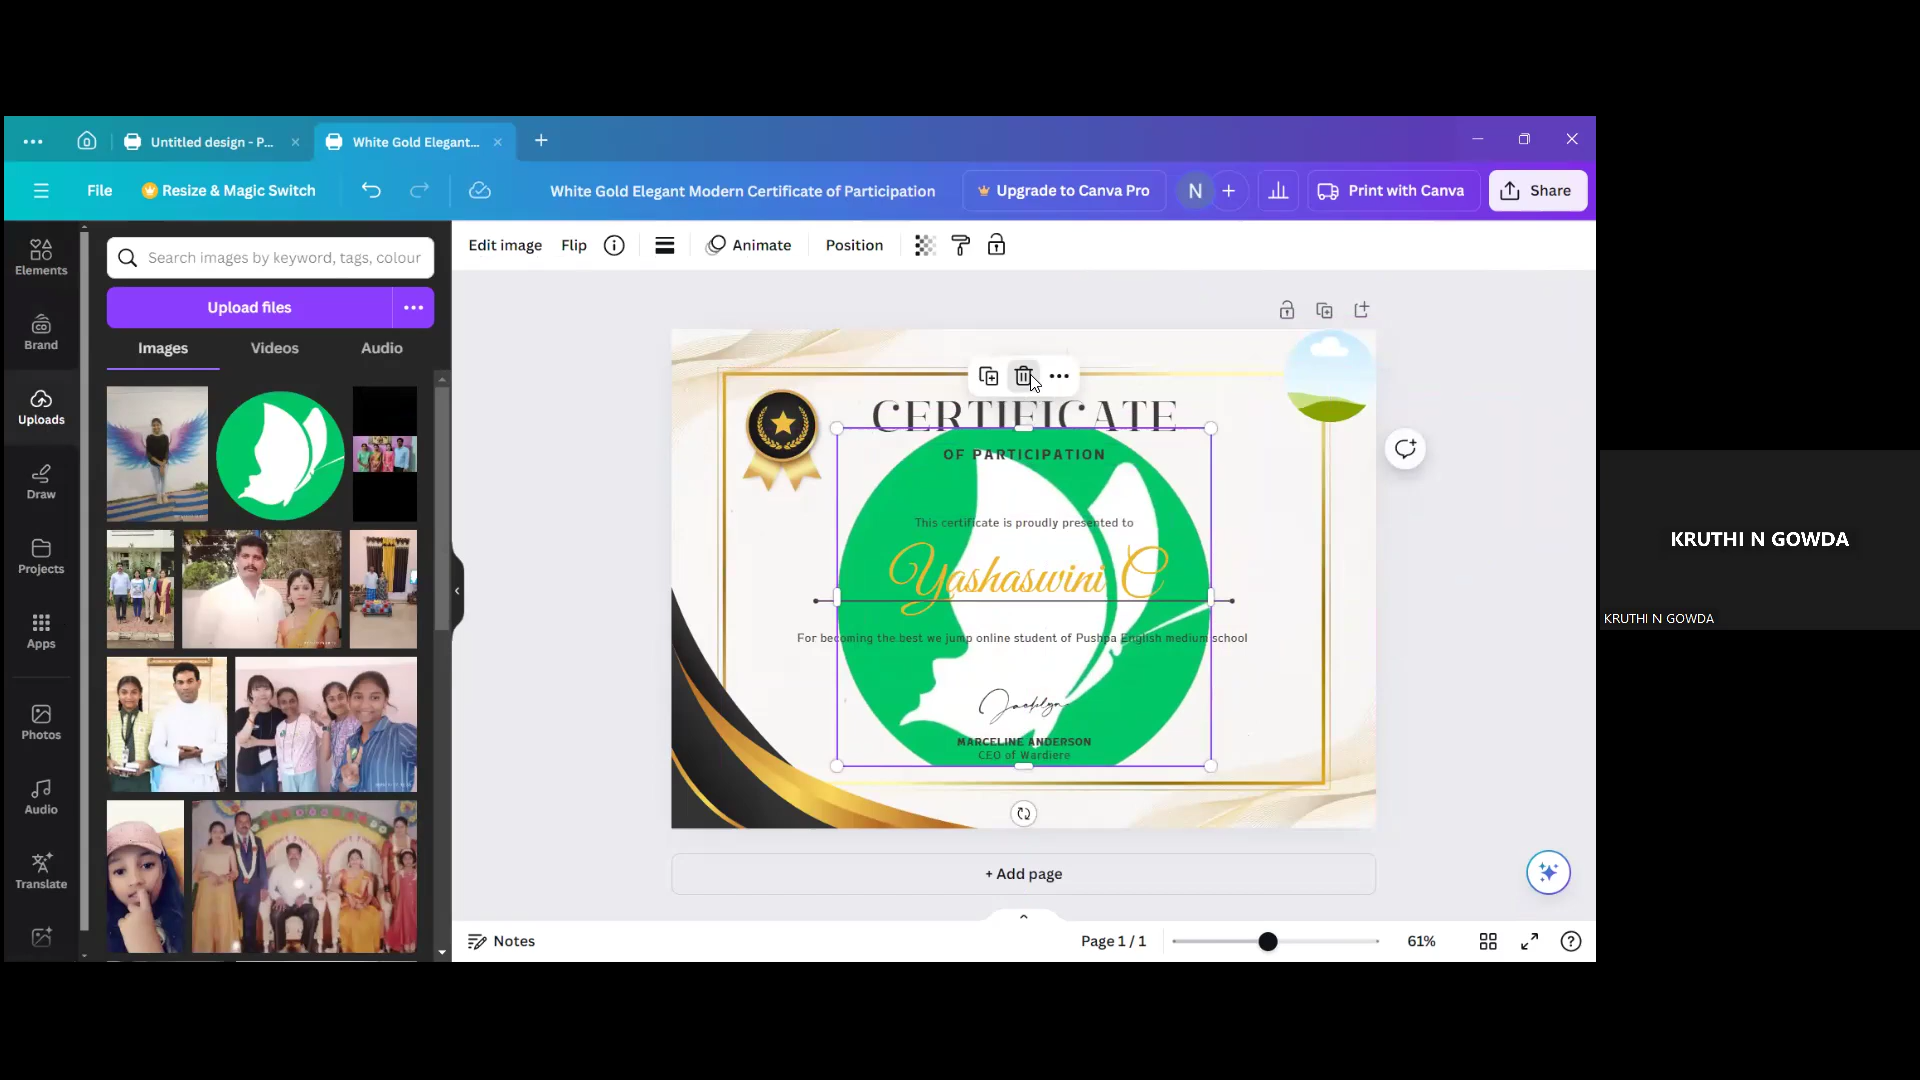 Untitled design - P...
White Gold Elegant...
File
Resize & Magic Switch
White Gold Elegant Modern Certificate of Participation
Upgrade to Canva Pro
N
Print with Canva
Share
Elements
Brand
Uploads
Draw
Projects
Apps
Photos
Audio
Translate
Search images by keyword, tags, colour
Upload files
Images
Videos
Audio
Edit image
Flip
Animate
Position
CERTIFICATE
OF PARTICIPATION
This certificate is proudly presented to
Yashaswini C
For becoming the best we jump online student of Pushpa English medium school
Jacklyn
MARCELINE ANDERSON
CEO of Wardiere
+ Add page
Notes
Page 1 / 1
61%
KRUTHI N GOWDA
KRUTHI N GOWDA